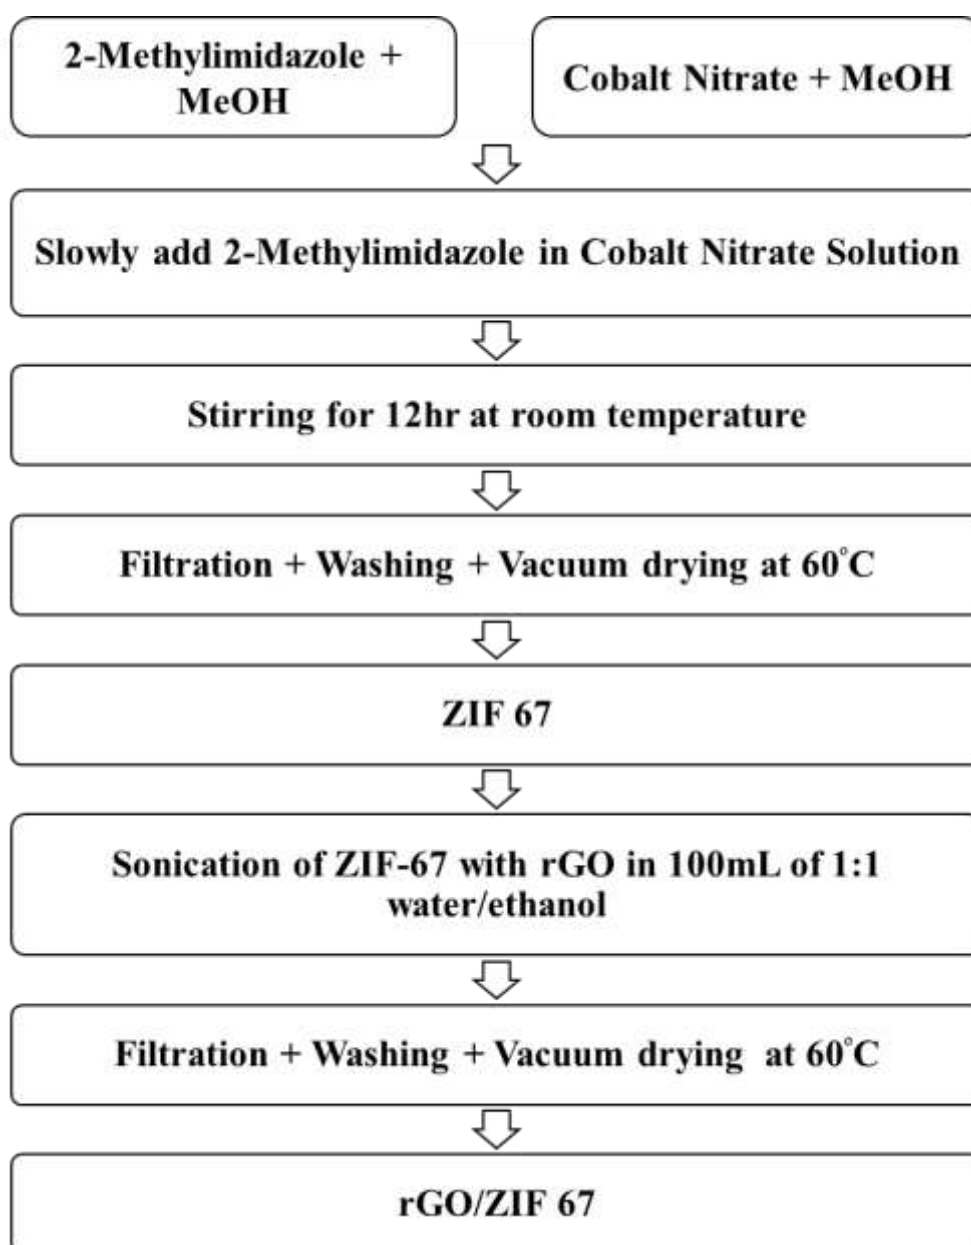 2-Methylimidazole +
MeOH
Cobalt Nitrate + MeOH
Slowly add 2-Methylimidazole in Cobalt Nitrate Solution
Stirring for 12hr at room temperature
Filtration + Washing + Vacuum drying at 60°C
ZIF 67
Sonication of ZIF-67 with rGO in 100mL of 1:1
water/ethanol
Filtration + Washing + Vacuum drying at 60°C
rGO/ZIF 67